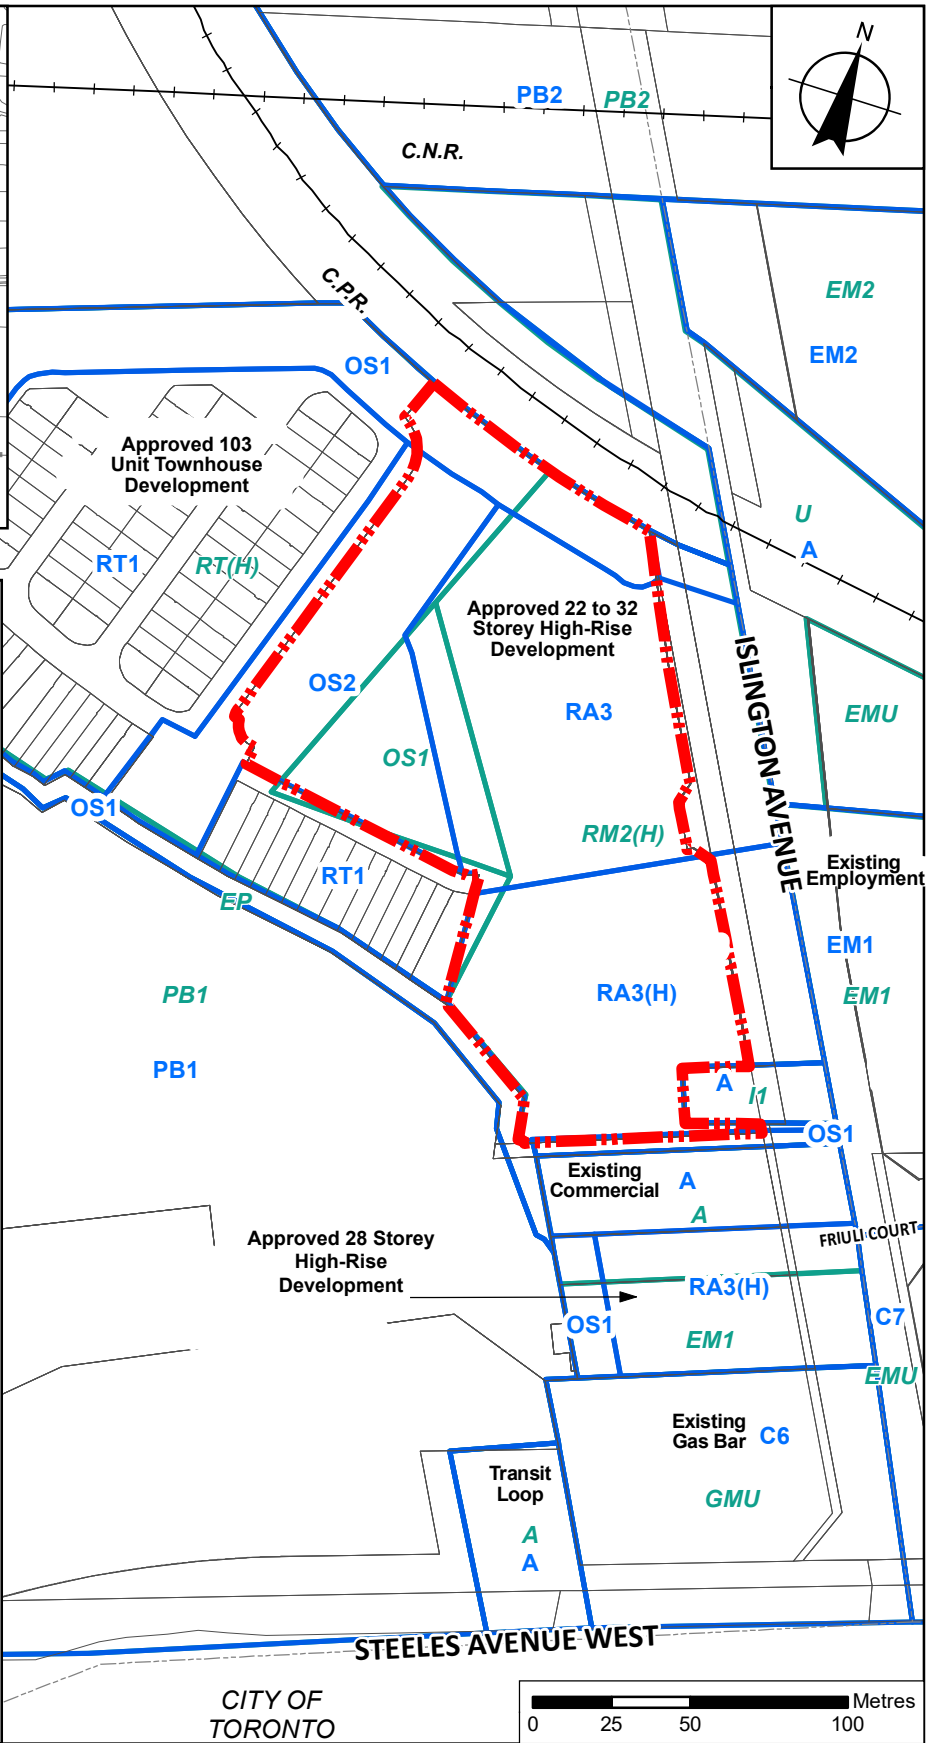 N
PB2
PB2
C.N.R.
EM2
C.P.R.
EM2
OS1
Approved 103
Unit Townhouse
Development
U
A
RT1
RT(H)
Approved 22 to 32
Storey High-Rise
Development
OS2
RA3
ISLINGTON AVENUE
EMU
OS1
OS1
RM2(H)
RT1
Existing
Employment
EP
EM1
PB1
RA3(H)
EM1
PB1
A
I1
OS1
Existing
Commercial
A
A
Approved 28 Storey
High-Rise
Development
FRIULI COURT
RA3(H)
OS1
C7
EM1
EMU
Existing
Gas Bar
C6
Transit
Loop
GMU
A
A
STEELES AVENUE WEST
CITY OF
TORONTO
Metres
0 25 50 100